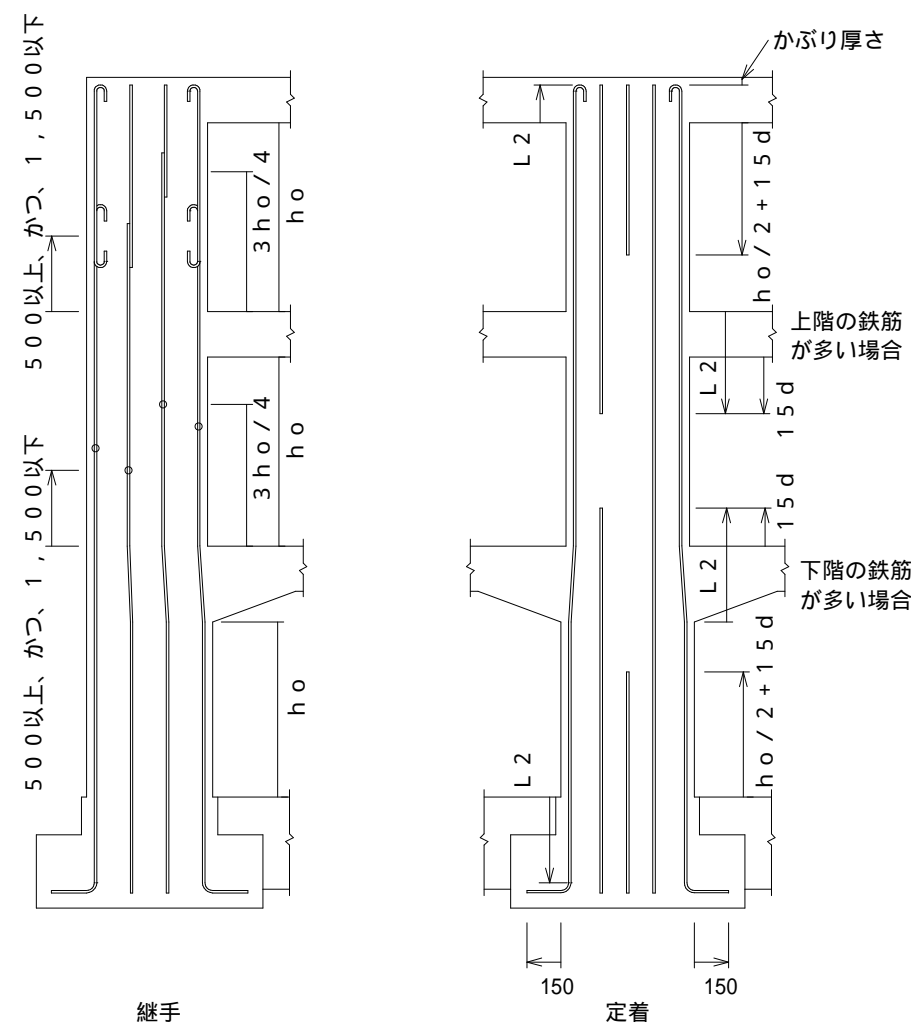 500以上、かつ、1,500以下
3ho/4
ho
500以上、かつ、1,500以下
3ho/4
ho
ho
継手
かぶり厚さ
L2
ho/2+15d
上階の鉄筋
が多い場合
L2
15d
15d
L2
下階の鉄筋
が多い場合
ho/2+15d
L2
150
150
定着